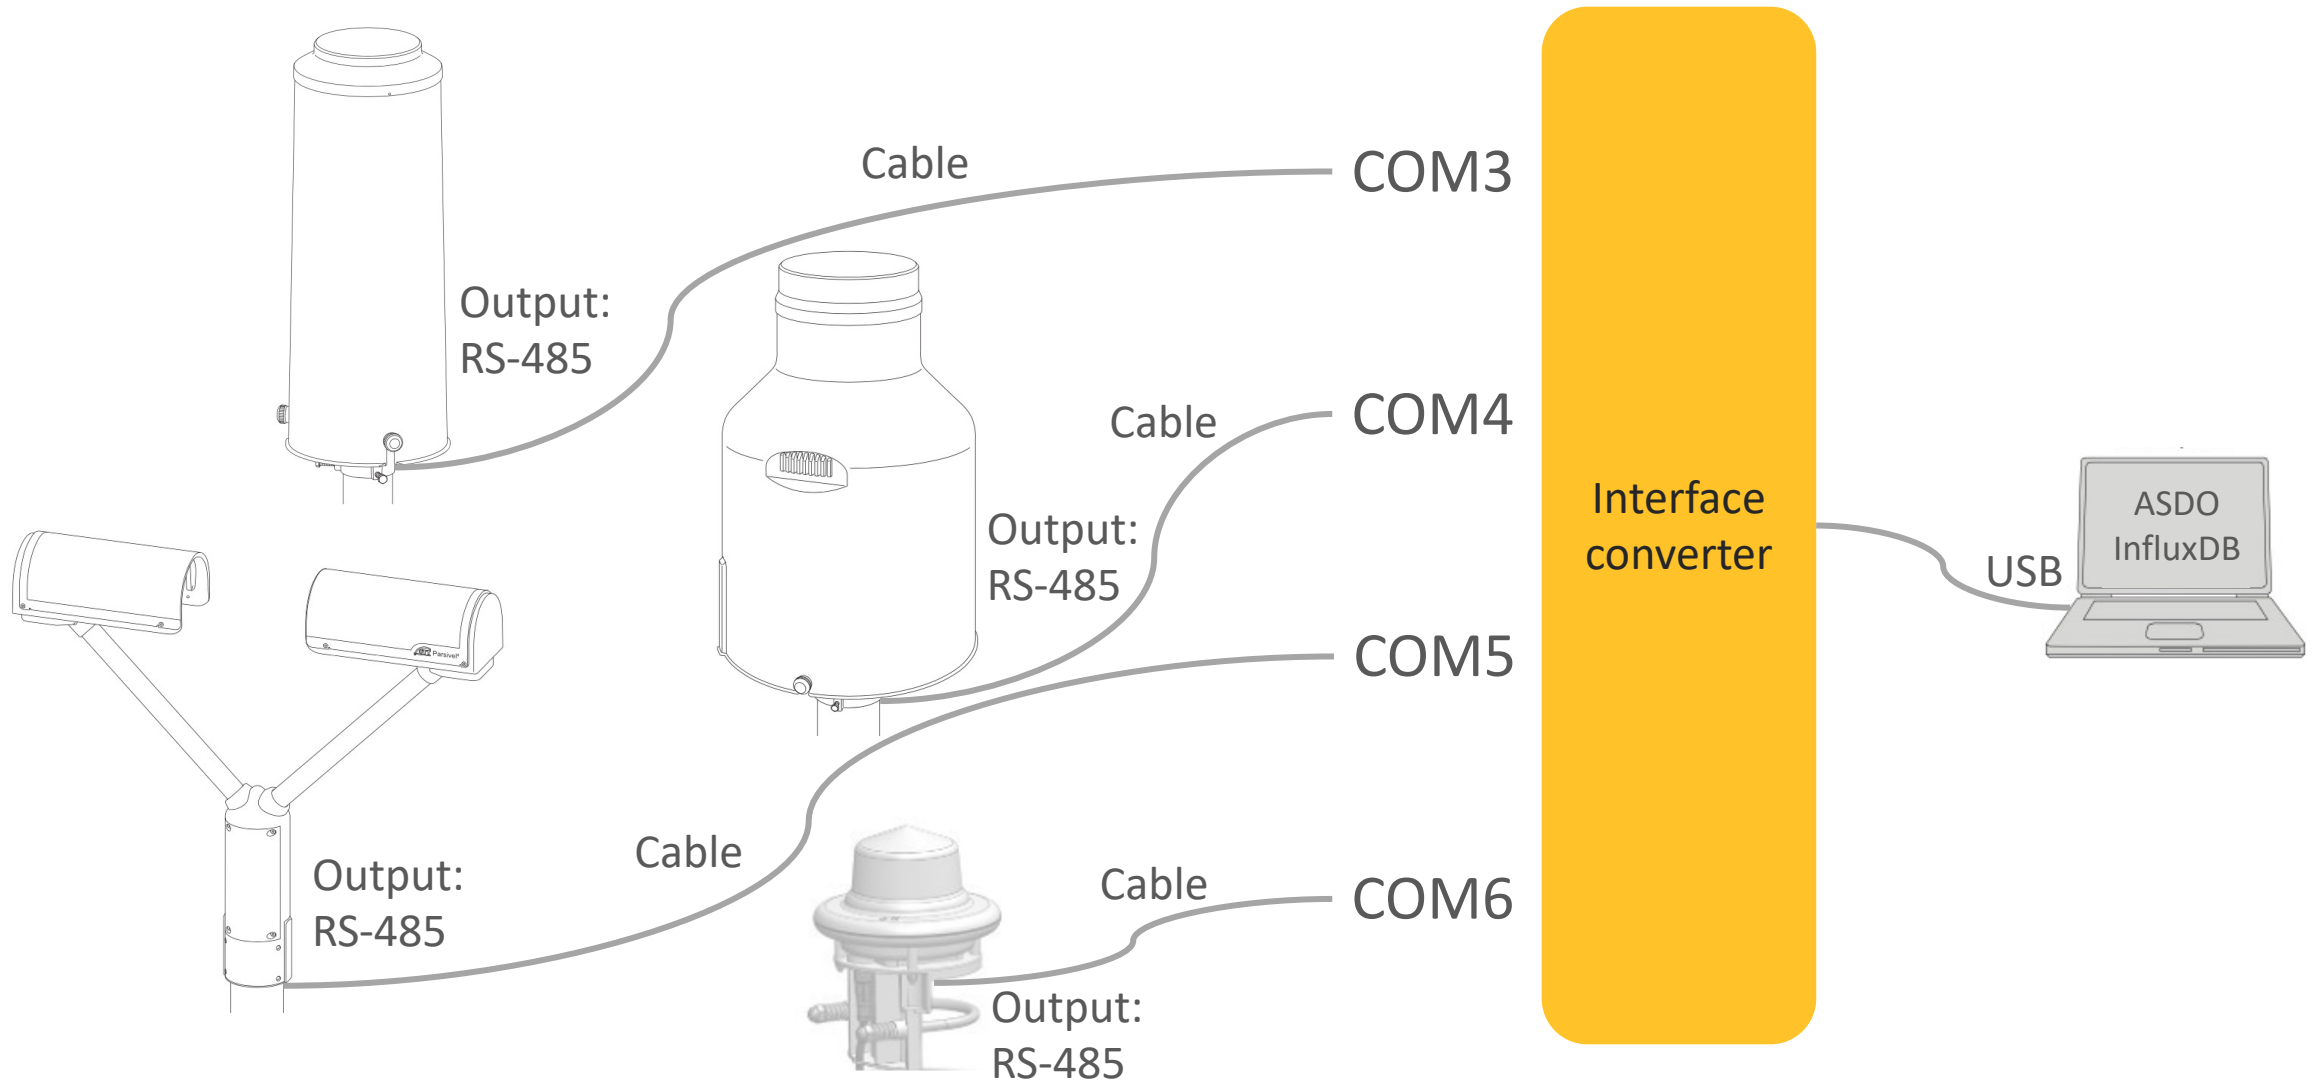 Cable
COM3
Output:
RS-485
Cable
COM4
Output:
RS-485
Interface
converter
ASDO
InfluxDB
USB
COM5
Parsivel²
Cable
Output:
RS-485
Cable
COM6
Output:
RS-485